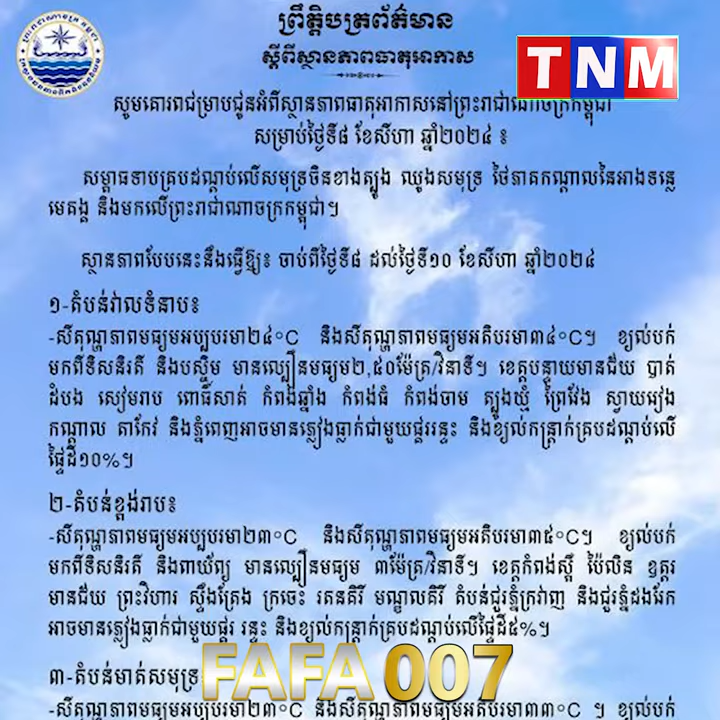 ព្រឹត្តិបត្រព័ត៌មាន
ស្តីពីស្ថានភាពធាតុអាកាស
TNM
សូមគោរពជម្រាបជូនអំពីស្ថានភាពធាតុអាកាសនៅព្រះរាជាណាចក្រកម្ពុជា
សម្រាប់ថ្ងៃទី៨ ខែសីហា ឆ្នាំ២០២៤ ៖
សម្ពាធទាបគ្របដណ្តប់លើសមុទ្រចិនខាងត្បូង ឈូងសមុទ្រ ថៃភាគកណ្តាលនៃអាងទន្លេ
មេគង្គ និងមកលើព្រះរាជាណាចក្រកម្ពុជា។
ស្ថានភាពបែបនេះនឹងធ្វើឱ្យ៖ ចាប់ពីថ្ងៃទី៨ ដល់ថ្ងៃទី១០ ខែសីហា ឆ្នាំ២០២៤
១-តំបន់វាលទំនាប៖
-សីតុណ្ហភាពមធ្យមអប្បបរមា២៤°C និងសីតុណ្ហភាពមធ្យមអតិបរមា៣៤°C។ ខ្យល់បក់
មកពីទិសនិរតី និងបស្ចិម មានល្បឿនមធ្យម២,៥០ម៉ែត្រ/វិនាទី។ ខេត្តបន្ទាយមានជ័យ បាត់
ដំបង សៀមរាប ពោធិ៍សាត់ កំពង់ឆ្នាំង កំពង់ធំ កំពង់ចាម ត្បូងឃ្មុំ ព្រៃវែង ស្វាយរៀង
កណ្តាល តាកែវ និងភ្នំពេញអាចមានភ្លៀងធ្លាក់ជាមួយផ្គររន្ទះ និងខ្យល់កន្ត្រាក់គ្របដណ្តប់លើ
ផ្ទៃដី១០%។
២-តំបន់ខ្ពង់រាប៖
-សីតុណ្ហភាពមធ្យមអប្បបរមា២៣°C និងសីតុណ្ហភាពមធ្យមអតិបរមា៣៥°C។ ខ្យល់បក់
មកពីទិសនិរតី និងពាយ័ព្យ មានល្បឿនមធ្យម ៣ម៉ែត្រ/វិនាទី។ ខេត្តកំពង់ស្ពឺ ប៉ៃលិន ឧត្តរ
មានជ័យ ព្រះវិហារ ស្ទឹងត្រែង ក្រចេះ រតនគិរី មណ្ឌលគិរី តំបន់ជួរភ្នំក្រវាញ និងជួរភ្នំដងរែក
អាចមានភ្លៀងធ្លាក់ជាមួយផ្គរ រន្ទះ និងខ្យល់កន្ត្រាក់គ្របដណ្តប់លើផ្ទៃដី៥%។
៣-តំបន់មាត់សមុទ្រ៖
FAFA 007
-សីតុណ្ហភាពមធ្យមអប្បបរមា២៣°C និងសីតុណ្ហភាពមធ្យមអតិបរមា៣៣°C ។ ខ្យល់បក់